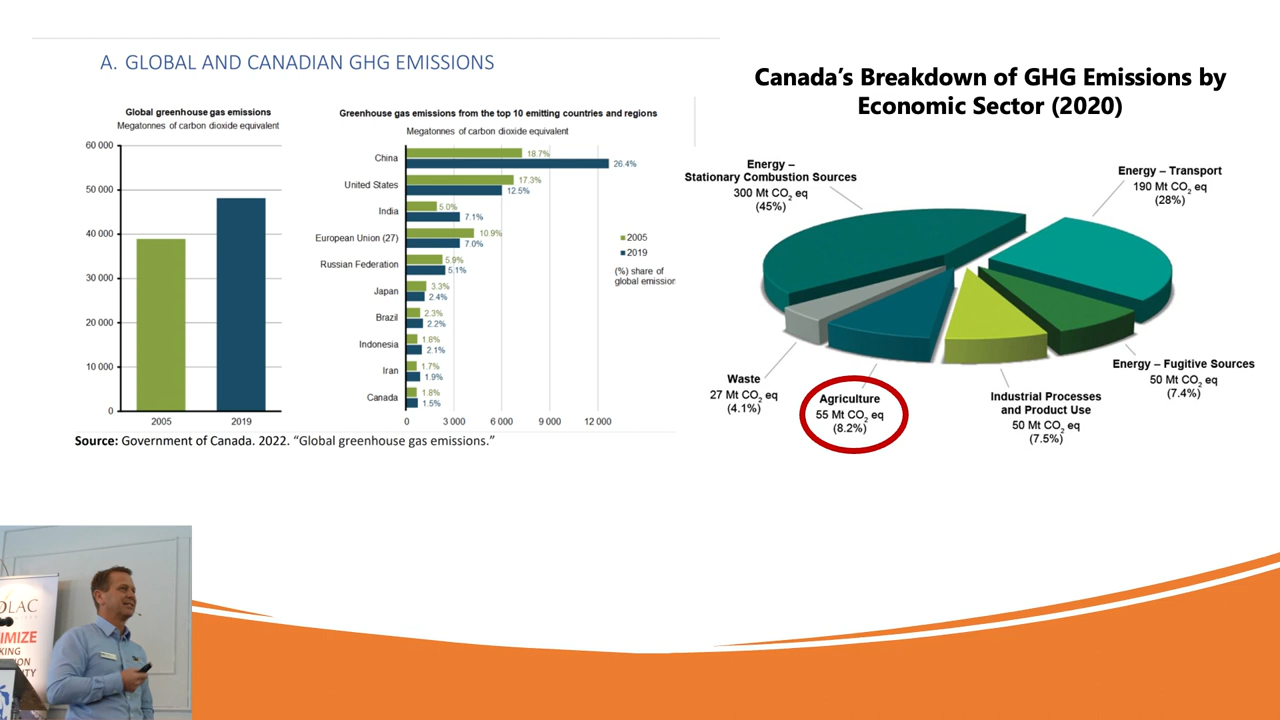 A. GLOBAL AND CANADIAN GHG EMISSIONS
Global greenhouse gas emissions
Megatonnes of carbon dioxide equivalent
60 000
50 000
40 000
30 000
20 000
10 000
0
2005
2019
Greenhouse gas emissions from the top 10 emitting countries and regions
Megatonnes of carbon dioxide equivalent
China
18.7%
26.4%
United States
17.3%
12.5%
India
5.0%
7.1%
European Union (27)
10.9%
7.0%
Russian Federation
5.9%
5.1%
Japan
3.3%
2.4%
Brazil
2.3%
2.2%
Indonesia
1.8%
2.1%
Iran
1.7%
1.9%
Canada
1.8%
1.5%
0
3 000
6 000
9 000
12 000
2005
2019
(%) share of
global emission
Source: Government of Canada. 2022. “Global greenhouse gas emissions.”
Canada’s Breakdown of GHG Emissions by
Economic Sector (2020)
Energy –
Stationary Combustion Sources
300 Mt CO2 eq
(45%)
Energy – Transport
190 Mt CO2 eq
(28%)
Energy – Fugitive Sources
50 Mt CO2 eq
(7.4%)
Industrial Processes
and Product Use
50 Mt CO2 eq
(7.5%)
Agriculture
55 Mt CO2 eq
(8.2%)
Waste
27 Mt CO2 eq
(4.1%)
OLAC
IMIZE
KING
ION
ITY